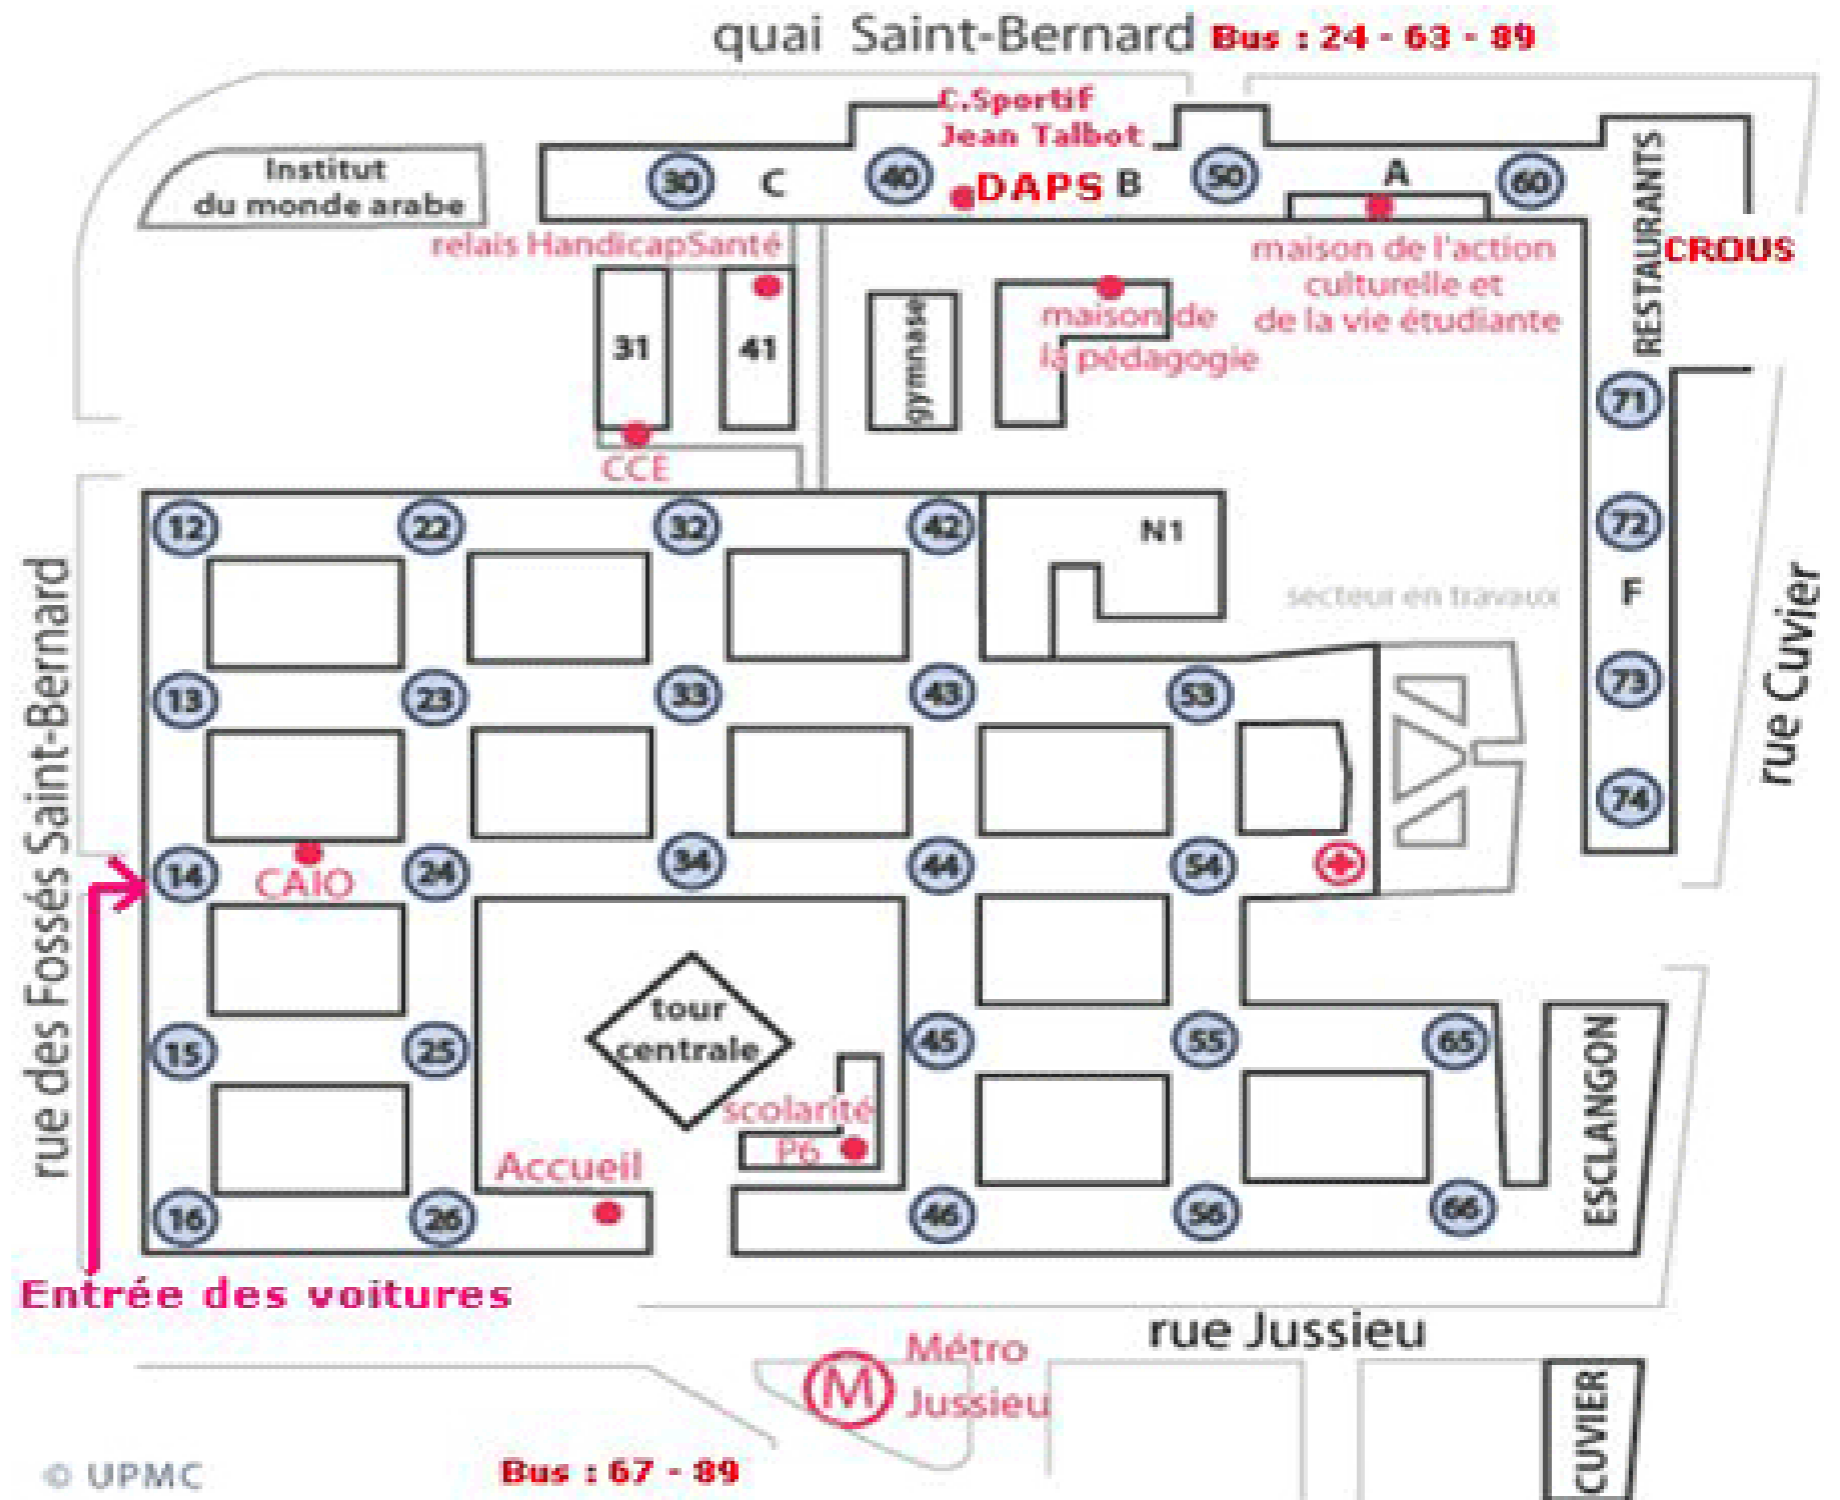 quai Saint-Bernard Bus : 24 - 63 - 89
C.Sportif
Jean Talbot
Institut
du monde arabe
30 C 40 DAPS B 50 A 60
RESTAURANTS
CROUS
relais HandicapSanté
maison de l'action
culturelle et
de la vie étudiante
31 41
gymnase
maison de
la pédagogie
71
CCE
12 22 32 42 N1 72
secteur en travaux F
rue des Fossés Saint-Bernard
rue Cuvier
13 23 33 43 53 73
74
14 CAIO 24 34 44 54
tour
centrale
15 25 45 55 65
ESCLANGON
scolarité
P6
Accueil
16 26 46 56 66
Entrée des voitures
rue Jussieu
M Métro
Jussieu
CUVIER
© UPMC
Bus : 67 - 89